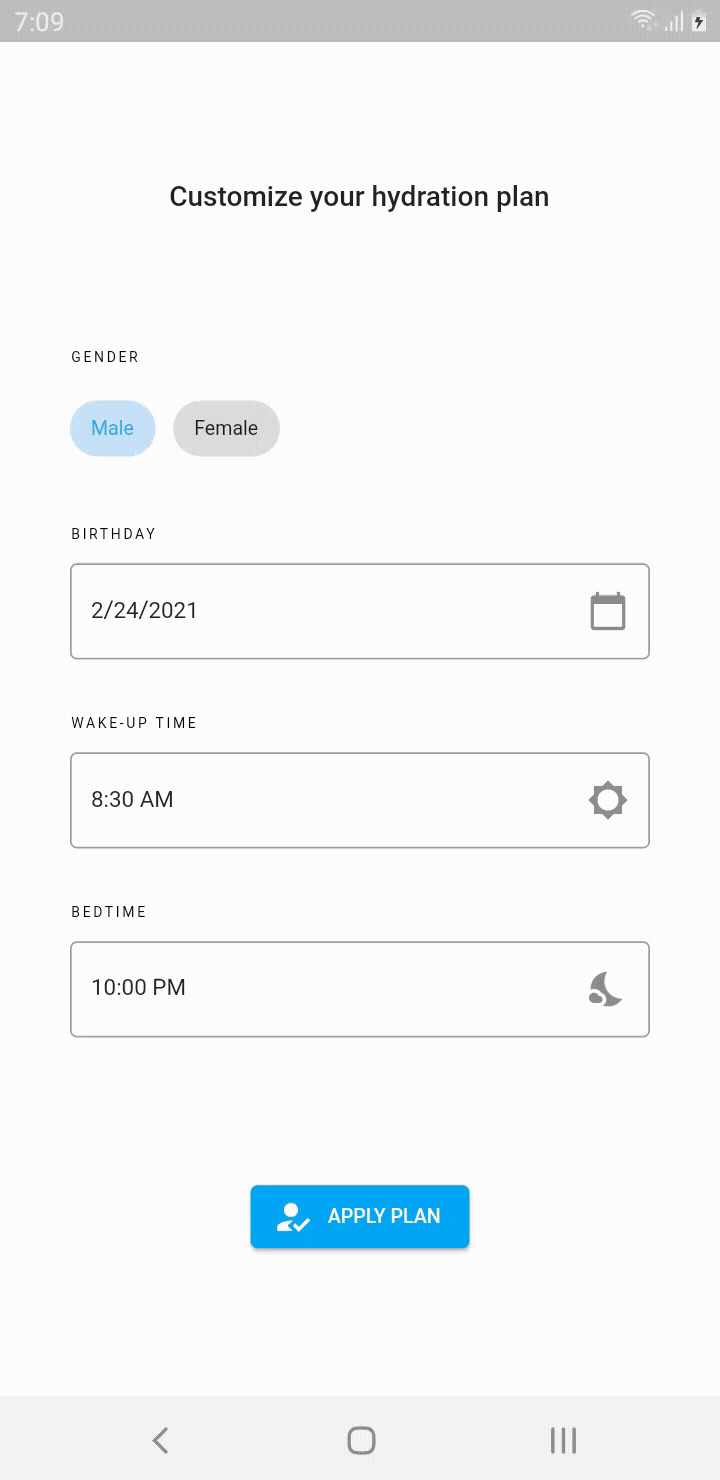 7:09
Customize your hydration plan
GENDER
Male Female
BIRTHDAY
2/24/2021
WAKE-UP TIME
8:30 AM
BEDTIME
10:00 PM
APPLY PLAN